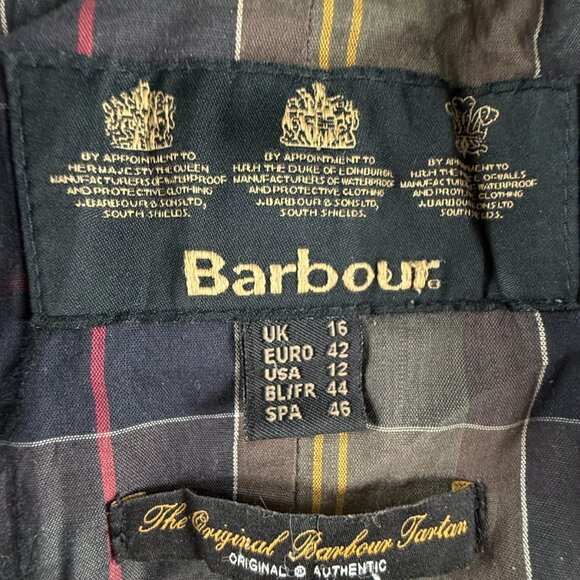 BY APPOINTMENT TO
HER MAJESTY THE QUEEN
MANUFACTURERS OF WATERPROOF
AND PROTECTIVE CLOTHING
J. BARBOUR & SONS LTD,
SOUTH SHIELDS.
BY APPOINTMENT TO
H.R.H THE DUKE OF EDINBURGH
MANUFACTURERS OF WATERPROOF
AND PROTECTIVE CLOTHING
J. BARBOUR & SONS LTD,
SOUTH SHIELDS.
BY APPOINTMENT TO
H.R.H THE OF WALES
MANUFACTURERS OF WATERPROOF
AND PROTECTIVE CLOTHING
J. BARBOUR & SONS LTD
SOUTH SHIELDS.
Barbour
UK 16
EURO 42
USA 12
BL/FR 44
SPA 46
The Original Barbour Tartan
ORIGINAL & AUTHENTIC